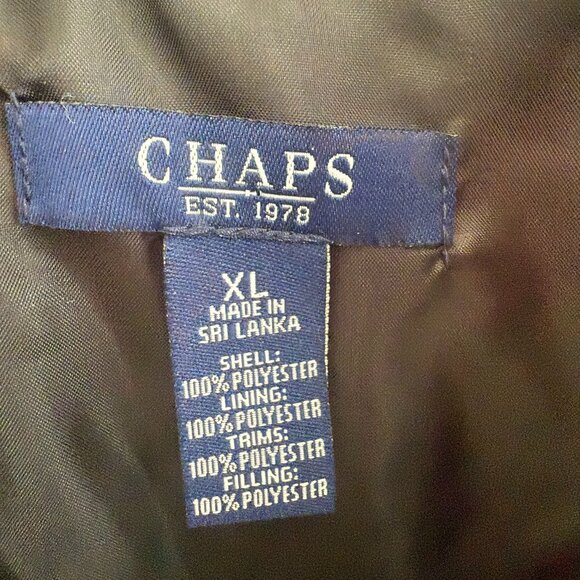 CHAPS
EST. 1978
XL
MADE IN
SRI LANKA
SHELL:
100% POLYESTER
LINING:
100% POLYESTER
TRIMS:
100% POLYESTER
FILLING:
100% POLYESTER